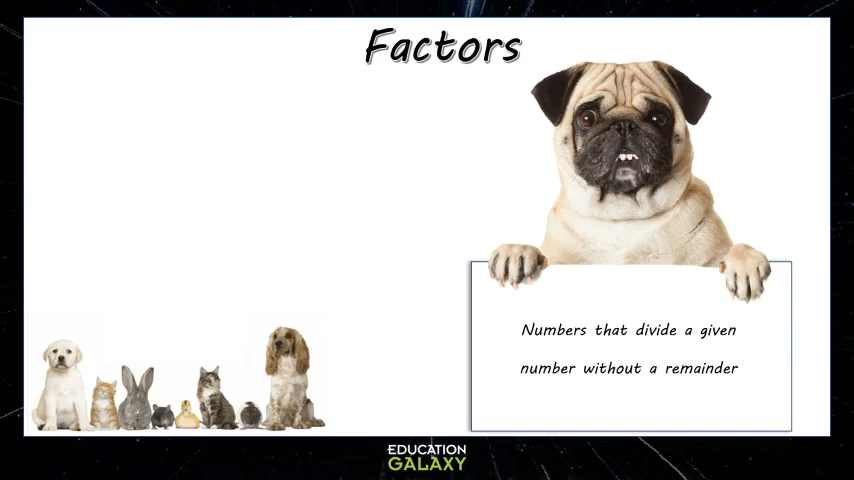 Factors
Numbers that divide a given
number without a remainder
EDUCATION
GALAXY